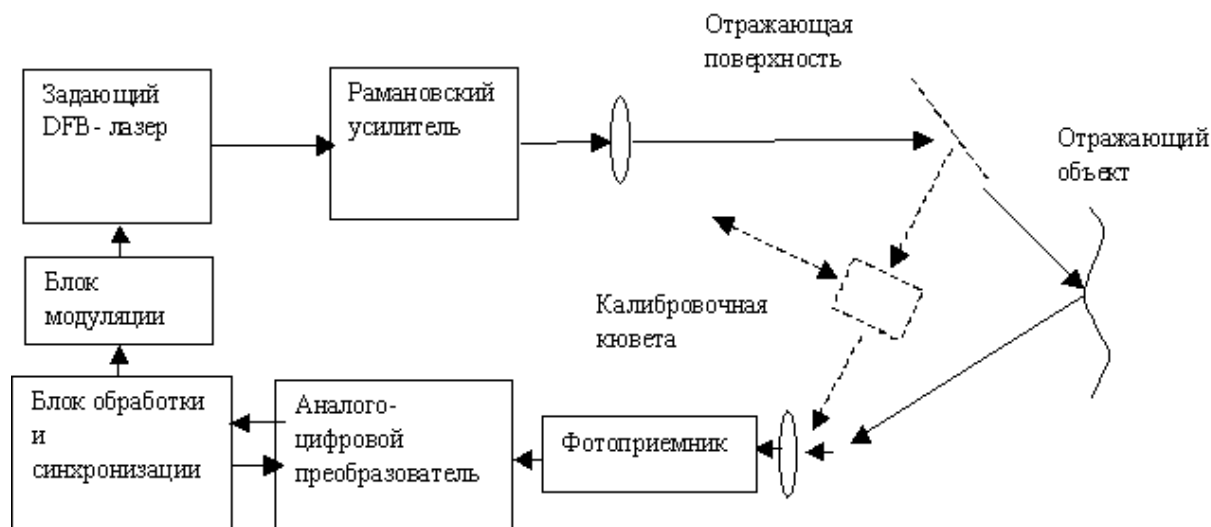 Отражающая
поверхность
Задающий
DFB- лазер
Рамановский
усилитель
Отражающий
объект
Блок
модуляции
Калибровочная
кювета
Блок обработки
и
синхронизации
Аналого-
цифровой
преобразователь
Фотоприемник